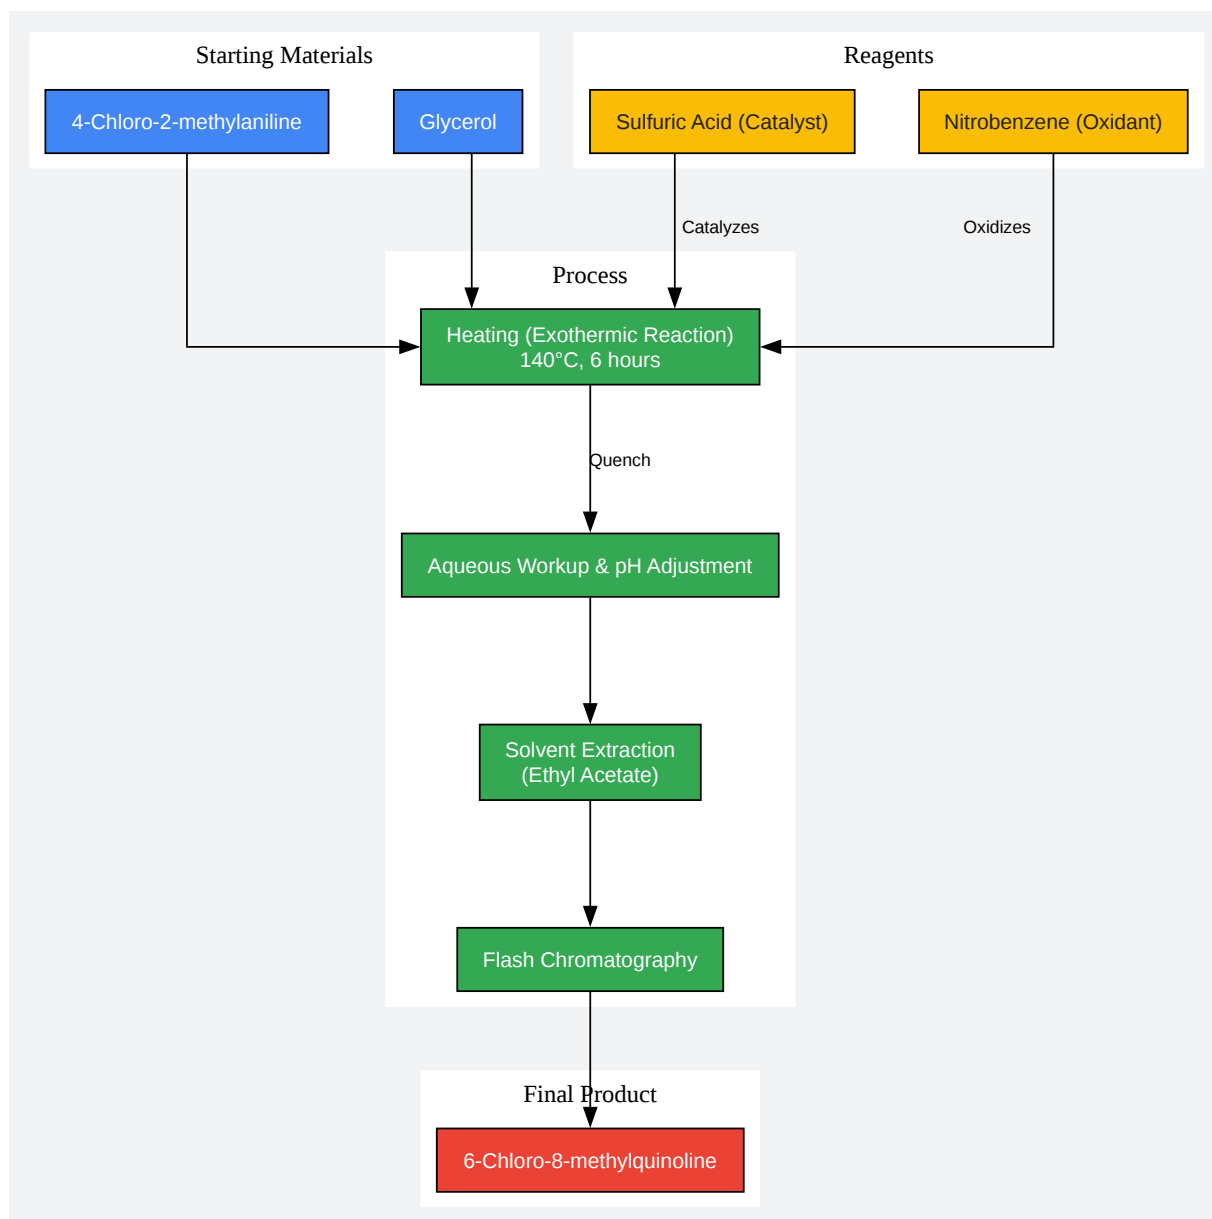 Starting Materials
4-Chloro-2-methylaniline
Glycerol
Reagents
Sulfuric Acid (Catalyst)
Nitrobenzene (Oxidant)
Catalyzes
Oxidizes
Process
Heating (Exothermic Reaction)
140°C, 6 hours
Quench
Aqueous Workup & pH Adjustment
Solvent Extraction
(Ethyl Acetate)
Flash Chromatography
Final Product
6-Chloro-8-methylquinoline